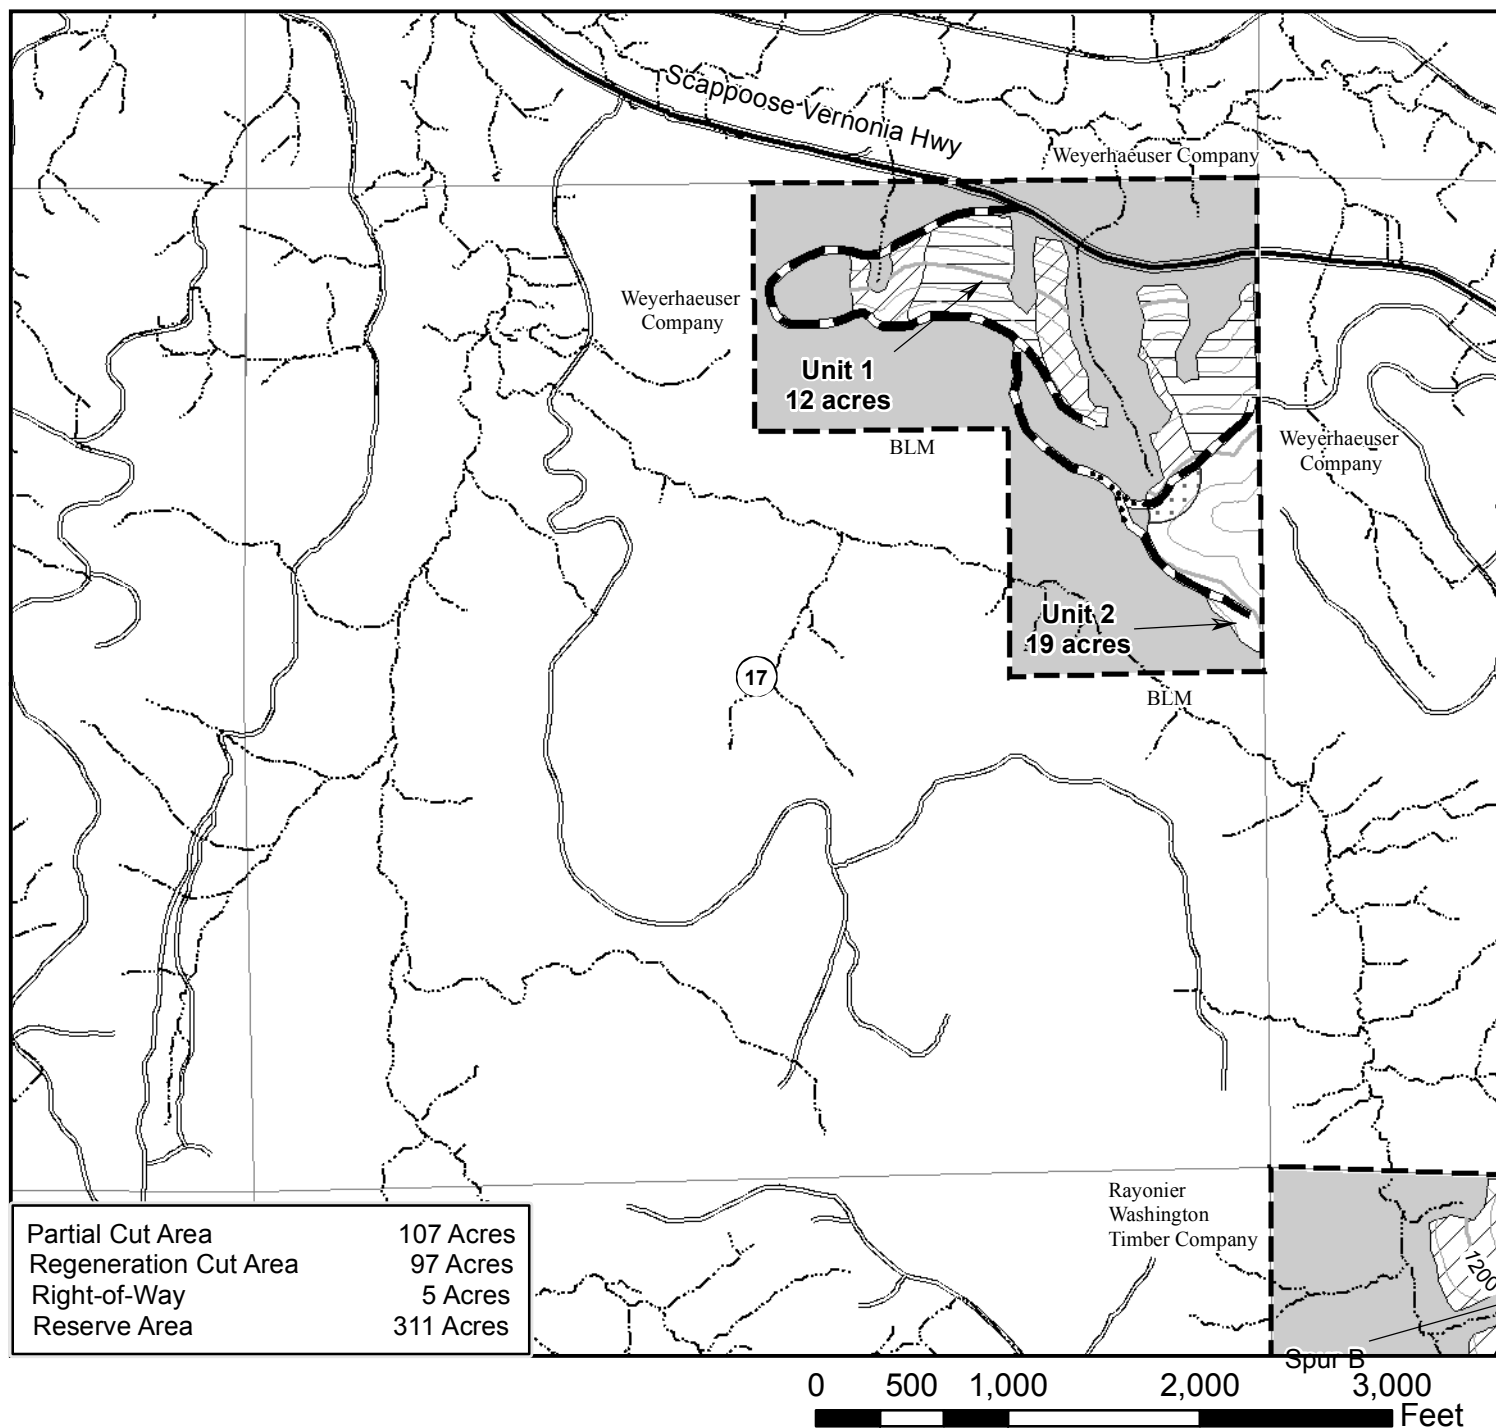 Scappoose Vernonia Hwy
Weyerhaeuser Company
Weyerhaeuser
Company
Unit 1
12 acres
BLM
Weyerhaeuser
Company
Unit 2
19 acres
17
BLM
Rayonier
Washington
Timber Company
1200
Spur B
Partial Cut Area 107 Acres
Regeneration Cut Area 97 Acres
Right-of-Way 5 Acres
Reserve Area 311 Acres
0 500 1,000 2,000 3,000
Feet